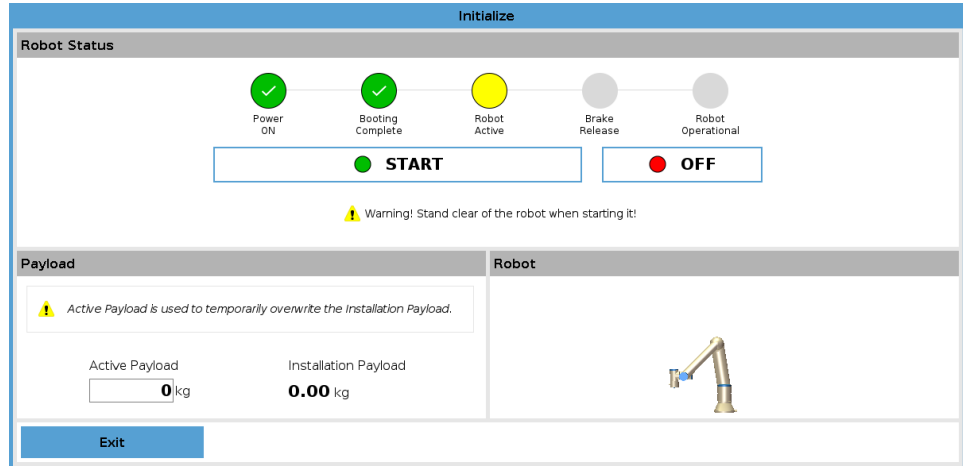 Initialize
Robot Status
Power
ON
Booting
Complete
Robot
Active
Brake
Release
Robot
Operational
START
OFF
Warning! Stand clear of the robot when starting it!
Payload
Robot
Active Payload is used to temporarily overwrite the Installation Payload.
Active Payload
Installation Payload
0 kg
0.00 kg
Exit